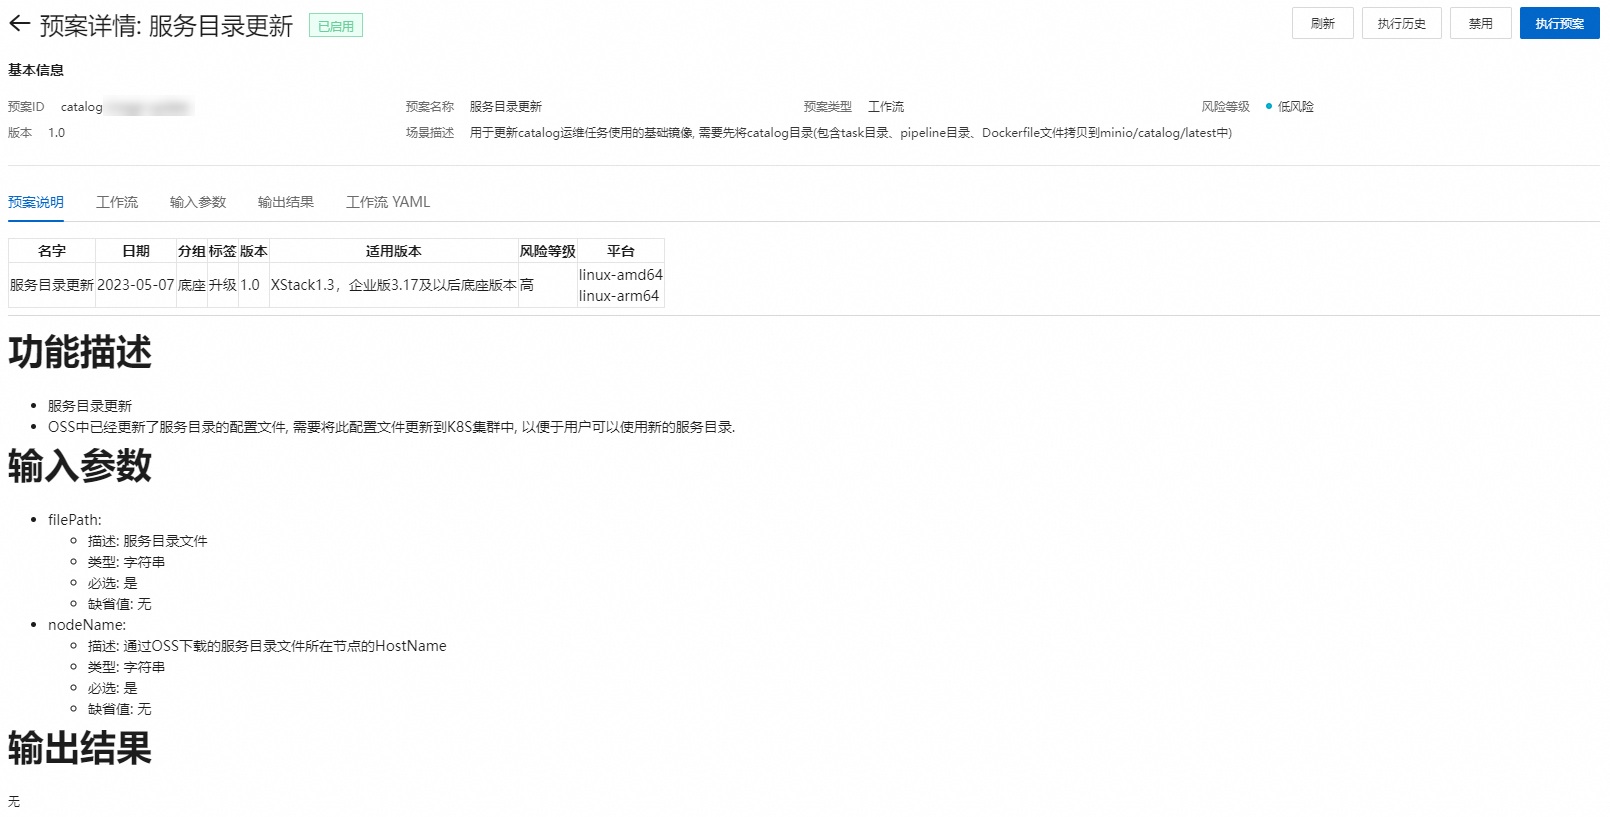 预案详情: 服务目录更新 已启用 刷新 执行历史 禁用 执行预案
基本信息
预案ID catalog 预案名称 服务目录更新 预案类型 工作流 风险等级 低风险
版本 1.0 场景描述 用于更新catalog运维任务使用的基础镜像, 需要先将catalog目录(包含task目录、pipeline目录、Dockerfile文件拷贝到minio/catalog/latest中)
预案说明 工作流 输入参数 输出结果 工作流 YAML
名字 日期 分组 标签 版本 适用版本 风险等级 平台
服务目录更新 2023-05-07 底座 升级 1.0 XStack1.3，企业版3.17及以后底座版本 高 linux-amd64
linux-arm64
功能描述
服务目录更新
OSS中已经更新了服务目录的配置文件, 需要将此配置文件更新到K8S集群中, 以便于用户可以使用新的服务目录.
输入参数
filePath:
描述: 服务目录文件
类型: 字符串
必选: 是
缺省值: 无
nodeName:
描述: 通过OSS下载的服务目录文件所在节点的HostName
类型: 字符串
必选: 是
缺省值: 无
输出结果
无